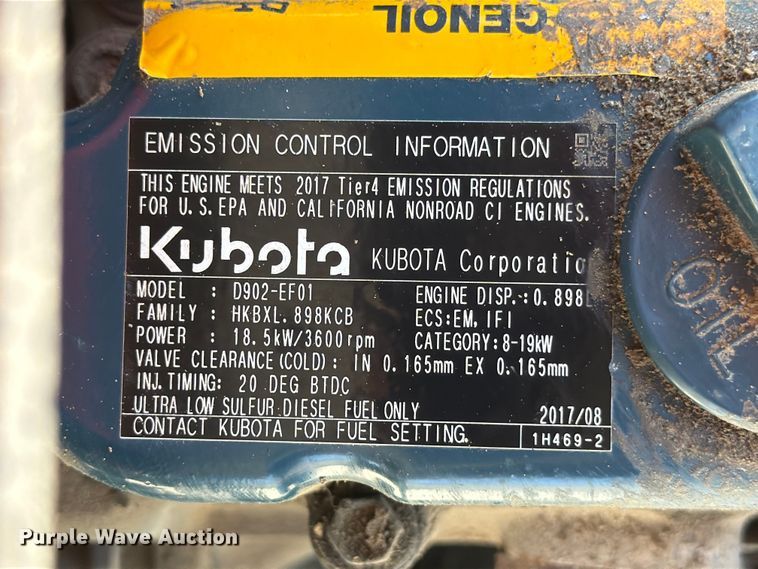 GENOIL
EMISSION CONTROL INFORMATION
THIS ENGINE MEETS 2017 Tier4 EMISSION REGULATIONS
FOR U.S.EPA AND CALIFORNIA NONROAD CI ENGINES.
Kubota KUBOTA Corporatio
MODEL : D902-EF01 ENGINE DISP.:0.898L
FAMILY : HKBXL.898KCB ECS:EM,IFI
POWER : 18.5kW/3600rpm CATEGORY:8-19kW
VALVE CLEARANCE(COLD): IN 0.165mm EX 0.165mm
INJ.TIMING: 20 DEG BTDC
ULTRA LOW SULFUR DIESEL FUEL ONLY 2017/08
CONTACT KUBOTA FOR FUEL SETTING. 1H469-2
OIL
Purple Wave Auction